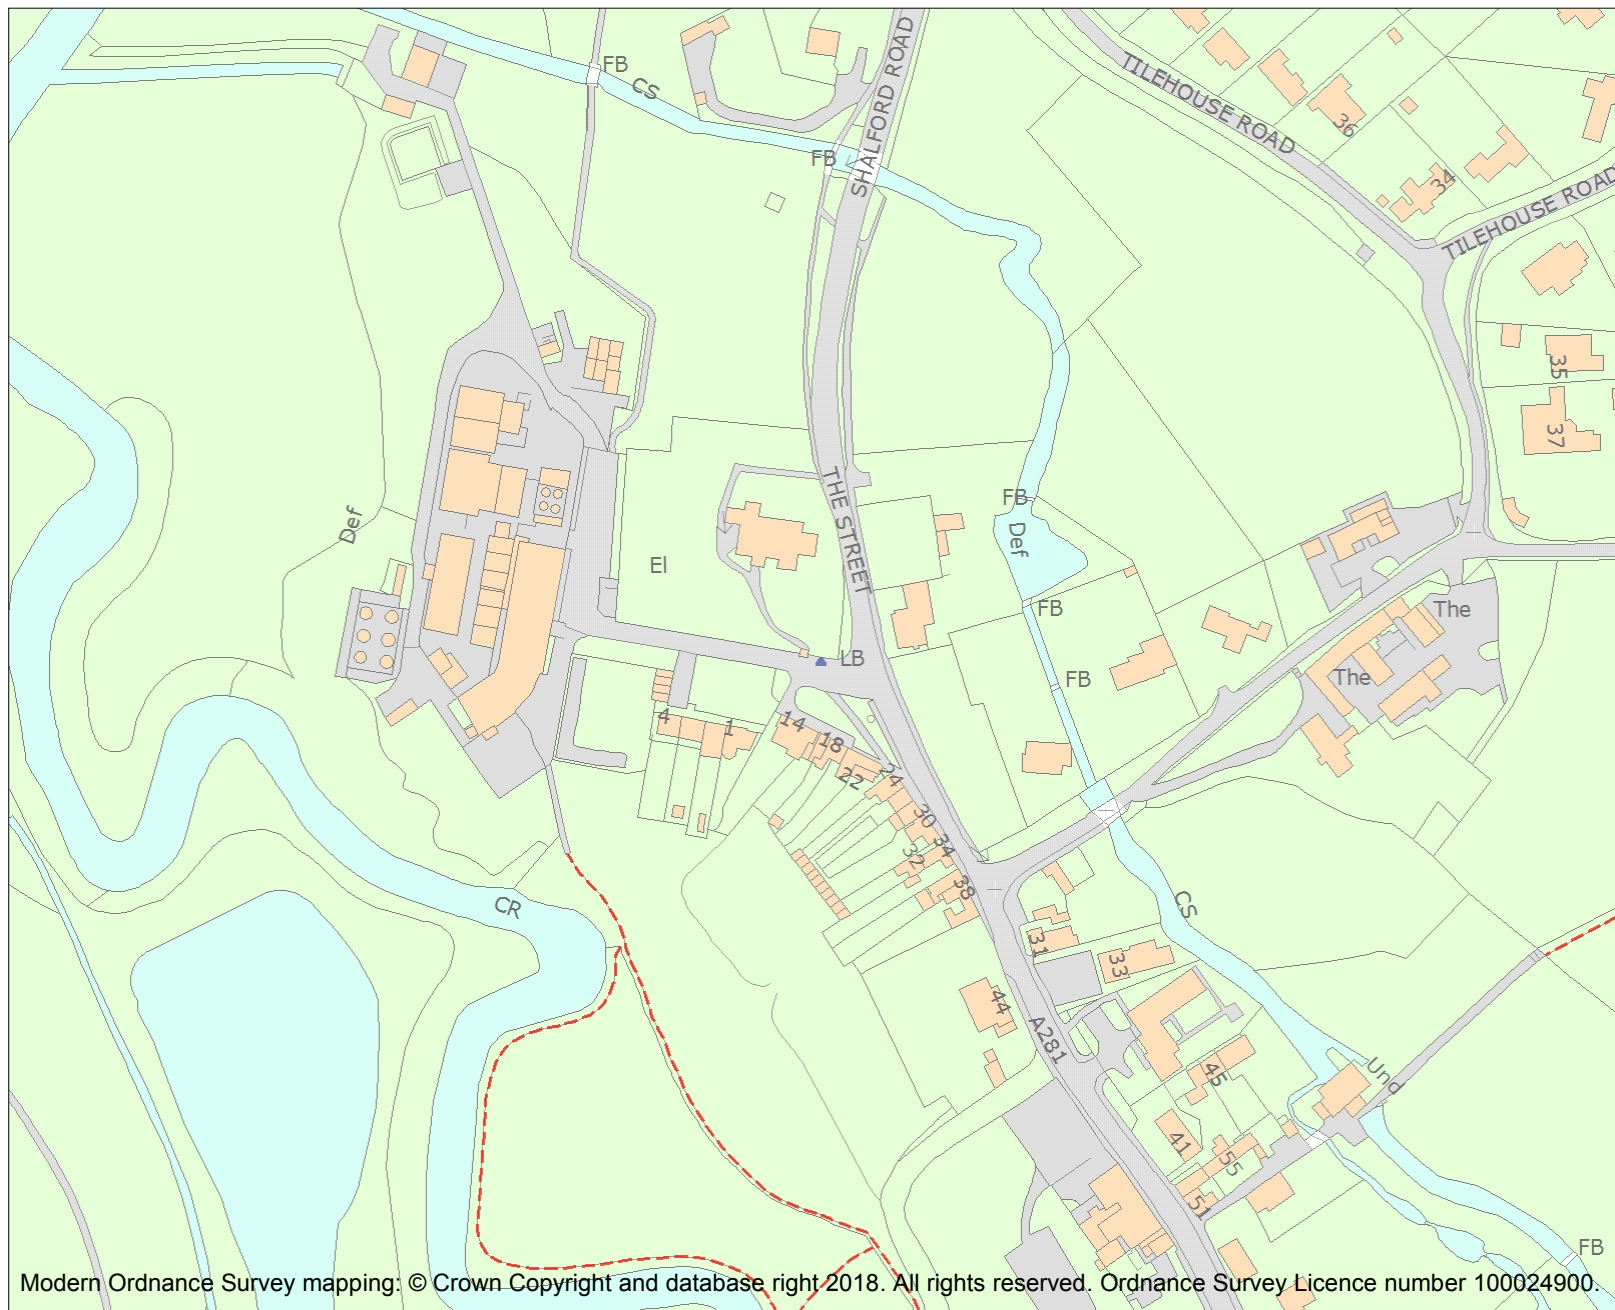 FB
CS
SHALFORD ROAD
TILEHOUSE ROAD
36
FB
34
TILEHOUSE ROAD
35
37
THE STREET
FB
Def
Def
El
FB
The
LB
FB
The
4
1
14
18
22
24
30
34
32
38
CR
CS
31
33
44
A281
45
Und
41
55
51
FB
Modern Ordnance Survey mapping: © Crown Copyright and database right 2018. All rights reserved. Ordnance Survey Licence number 100024900.